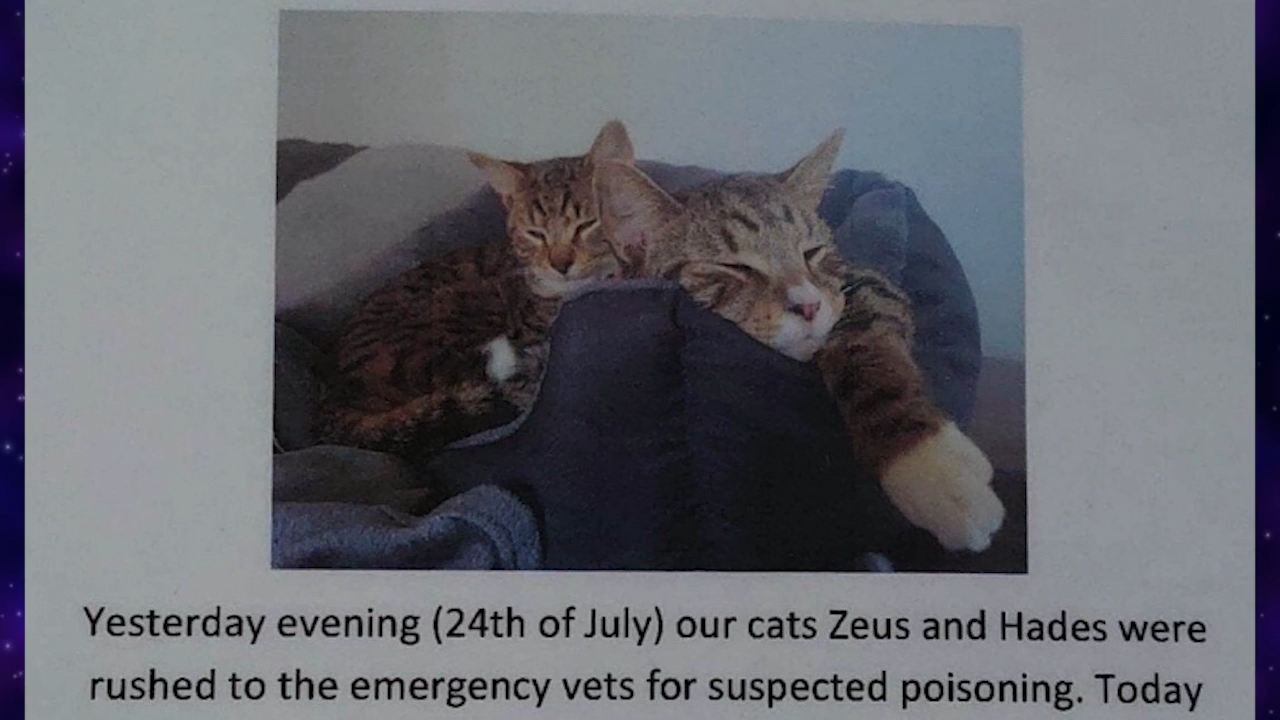 Yesterday evening (24th of July) our cats Zeus and Hades were
rushed to the emergency vets for suspected poisoning. Today